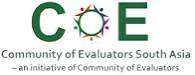 COE
Community of Evaluators South Asia
– an initiative of Community of Evaluators